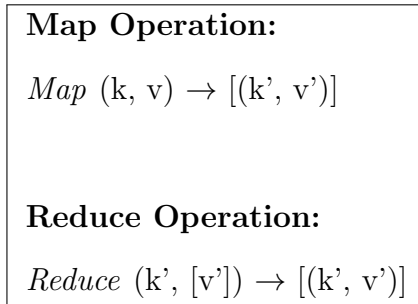 Map Operation:
Map (k, v) → [(k’, v’)]
Reduce Operation:
Reduce (k’, [v’]) → [(k’, v’)]